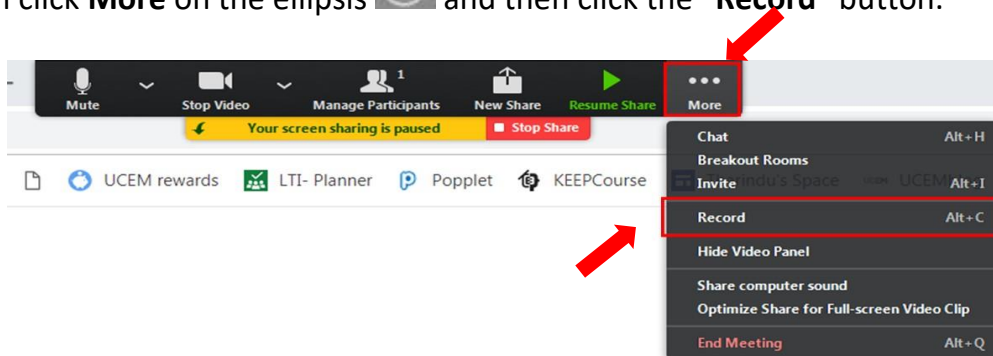 click More on the ellipsis and then click the "Record" button.
1
Mute Stop Video Manage Participants New Share Resume Share More
Your screen sharing is paused Stop Share
Chat Alt+H
Breakout Rooms
UCEM rewards LTI- Planner Popplet KEEPCourse
Invite Alt+I
Record Alt+C
Hide Video Panel
Share computer sound
Optimize Share for Full-screen Video Clip
End Meeting Alt+Q